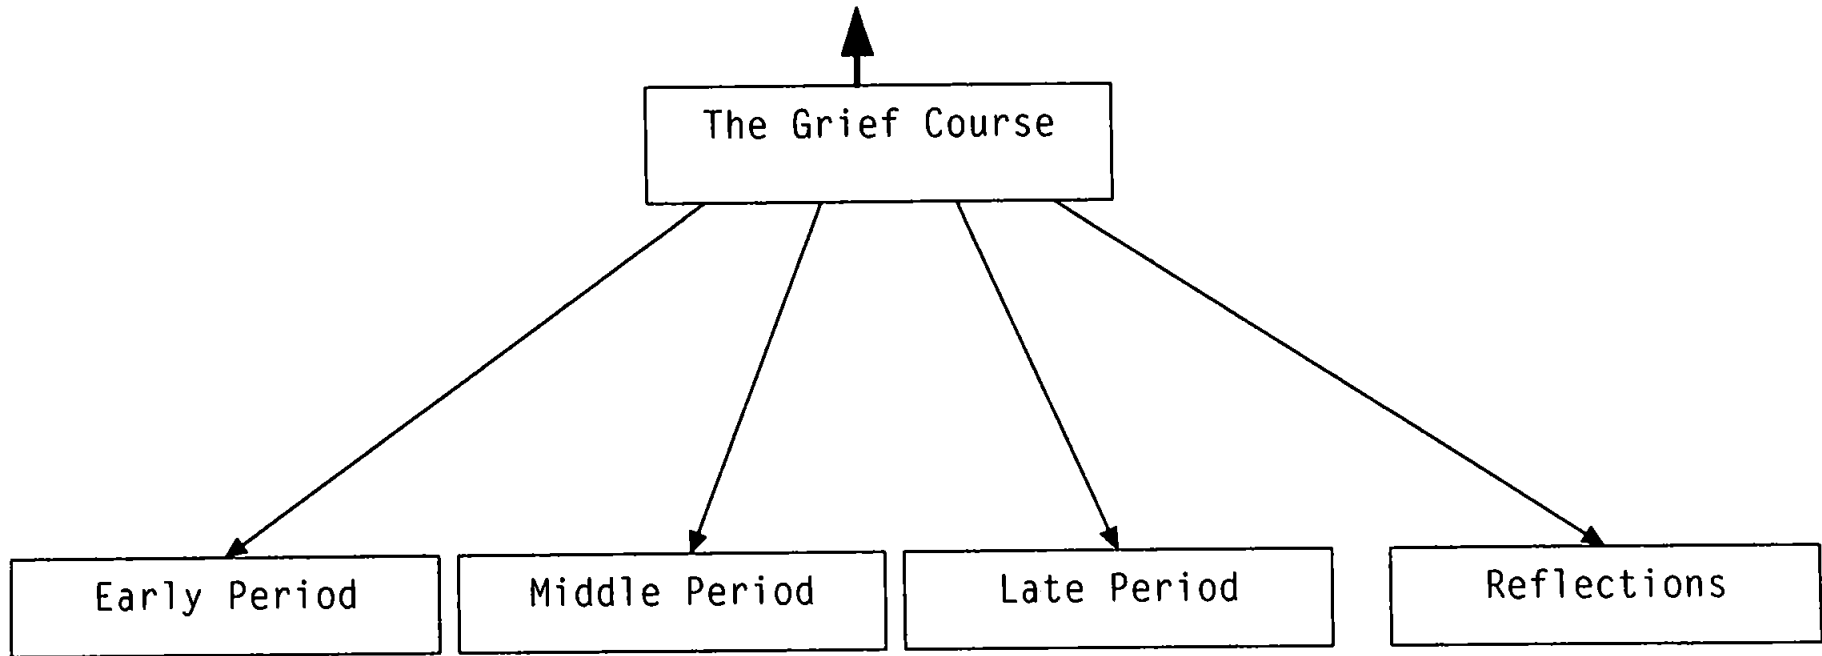 The Grief Course
Early Period
Middle Period
Late Period
Reflections